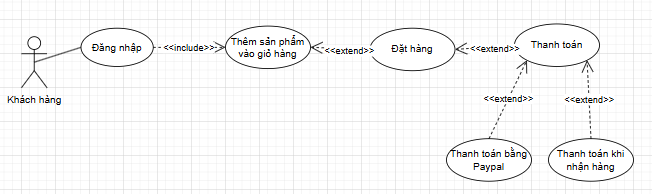 Khách hàng
Đăng nhập
<<include>>
Thêm sản phẩm
vào giỏ hàng
<<extend>>
Đặt hàng
<<extend>>
Thanh toán
<<extend>>
<<extend>>
Thanh toán bằng
Paypal
Thanh toán khi
nhận hàng